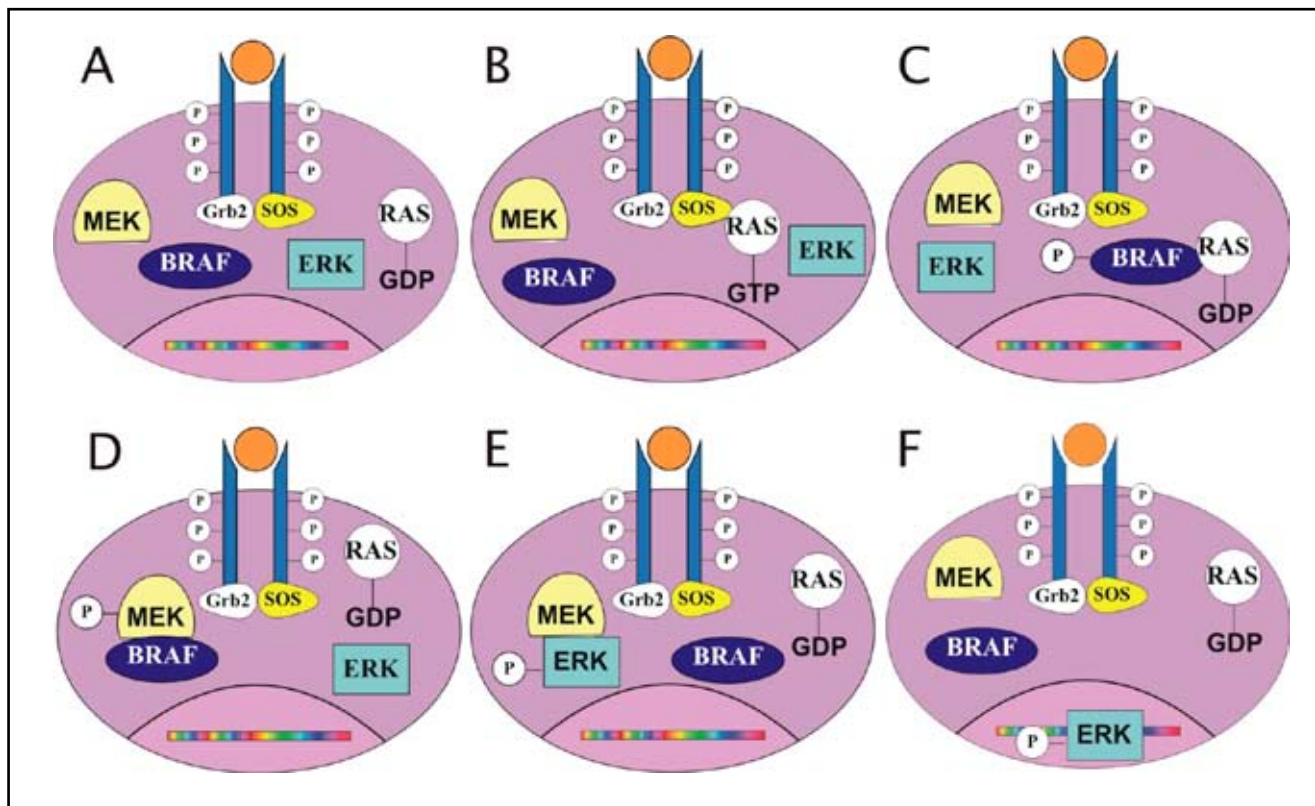 A
P P
P P
P P
MEK
Grb2 SOS
RAS
BRAF
ERK
GDP
B
P P
P P
P P
MEK
Grb2 SOS
RAS
BRAF
ERK
GTP
C
P P
P P
P P
MEK
Grb2 SOS
ERK
P BRAF RAS
GDP
D
P P
P P
P P
RAS
P MEK
Grb2 SOS
GDP
BRAF
ERK
E
P P
P P
P P
RAS
MEK
Grb2 SOS
P ERK
BRAF
GDP
F
P P
P P
P P
MEK
Grb2 SOS
RAS
BRAF
GDP
P ERK